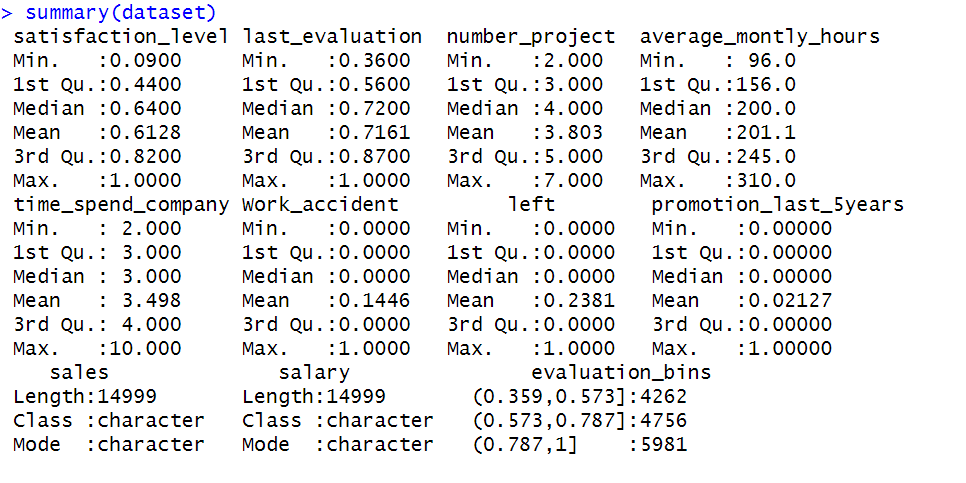 > summary(dataset)
satisfaction_level last_evaluation  number_project  average_montly_hours
Min.   :0.0900     Min.   :0.3600   Min.   :2.000   Min.   : 96.0
1st Qu.:0.4400     1st Qu.:0.5600   1st Qu.:3.000   1st Qu.:156.0
Median :0.6400     Median :0.7200   Median :4.000   Median :200.0
Mean   :0.6128     Mean   :0.7161   Mean   :3.803   Mean   :201.1
3rd Qu.:0.8200     3rd Qu.:0.8700   3rd Qu.:5.000   3rd Qu.:245.0
Max.   :1.0000     Max.   :1.0000   Max.   :7.000   Max.   :310.0
time_spend_company Work_accident         left           promotion_last_5years
Min.   : 2.000     Min.   :0.0000   Min.   :0.0000   Min.   :0.00000
1st Qu.: 3.000     1st Qu.:0.0000   1st Qu.:0.0000   1st Qu.:0.00000
Median : 3.000     Median :0.0000   Median :0.0000   Median :0.00000
Mean   : 3.498     Mean   :0.1446   Mean   :0.2381   Mean   :0.02127
3rd Qu.: 4.000     3rd Qu.:0.0000   3rd Qu.:0.0000   3rd Qu.:0.00000
Max.   :10.000     Max.   :1.0000   Max.   :1.0000   Max.   :1.00000
sales              salary                evaluation_bins
Length:14999       Length:14999       (0.359,0.573]:4262
Class :character   Class :character   (0.573,0.787]:4756
Mode  :character   Mode  :character   (0.787,1]    :5981